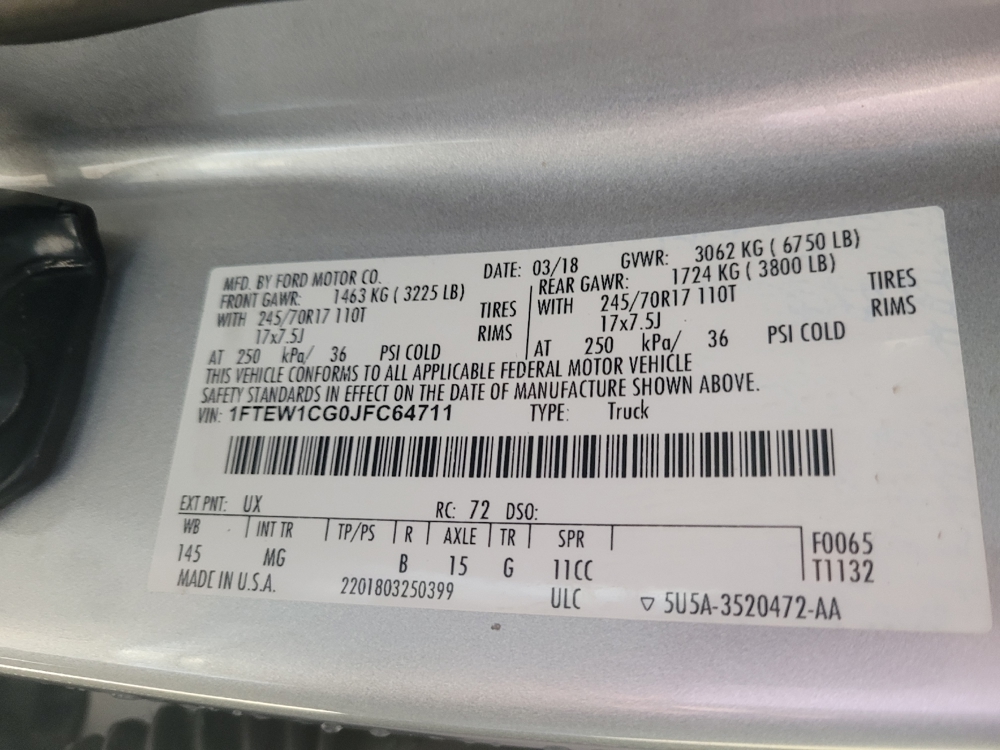 MFD. BY FORD MOTOR CO.
DATE: 03/18 GVWR: 3062 KG ( 6750 LB)
FRONT GAWR: 1463 KG ( 3225 LB)
WITH 245/70R17 110T TIRES
17x7.5J RIMS
AT 250 kPa/ 36 PSI COLD
REAR GAWR: 1724 KG ( 3800 LB)
WITH 245/70R17 110T TIRES
17x7.5J RIMS
AT 250 kPa/ 36 PSI COLD
THIS VEHICLE CONFORMS TO ALL APPLICABLE FEDERAL MOTOR VEHICLE
SAFETY STANDARDS IN EFFECT ON THE DATE OF MANUFACTURE SHOWN ABOVE.
VIN: 1FTEW1CG0JFC64711 TYPE: Truck
EXT PNT: UX RC: 72 DSO:
WB INT TR TP/PS R AXLE TR SPR
145 MG B 15 G 11CC
F0065
T1132
MADE IN U.S.A. 2201803250399 ULC ▽ 5U5A-3520472-AA